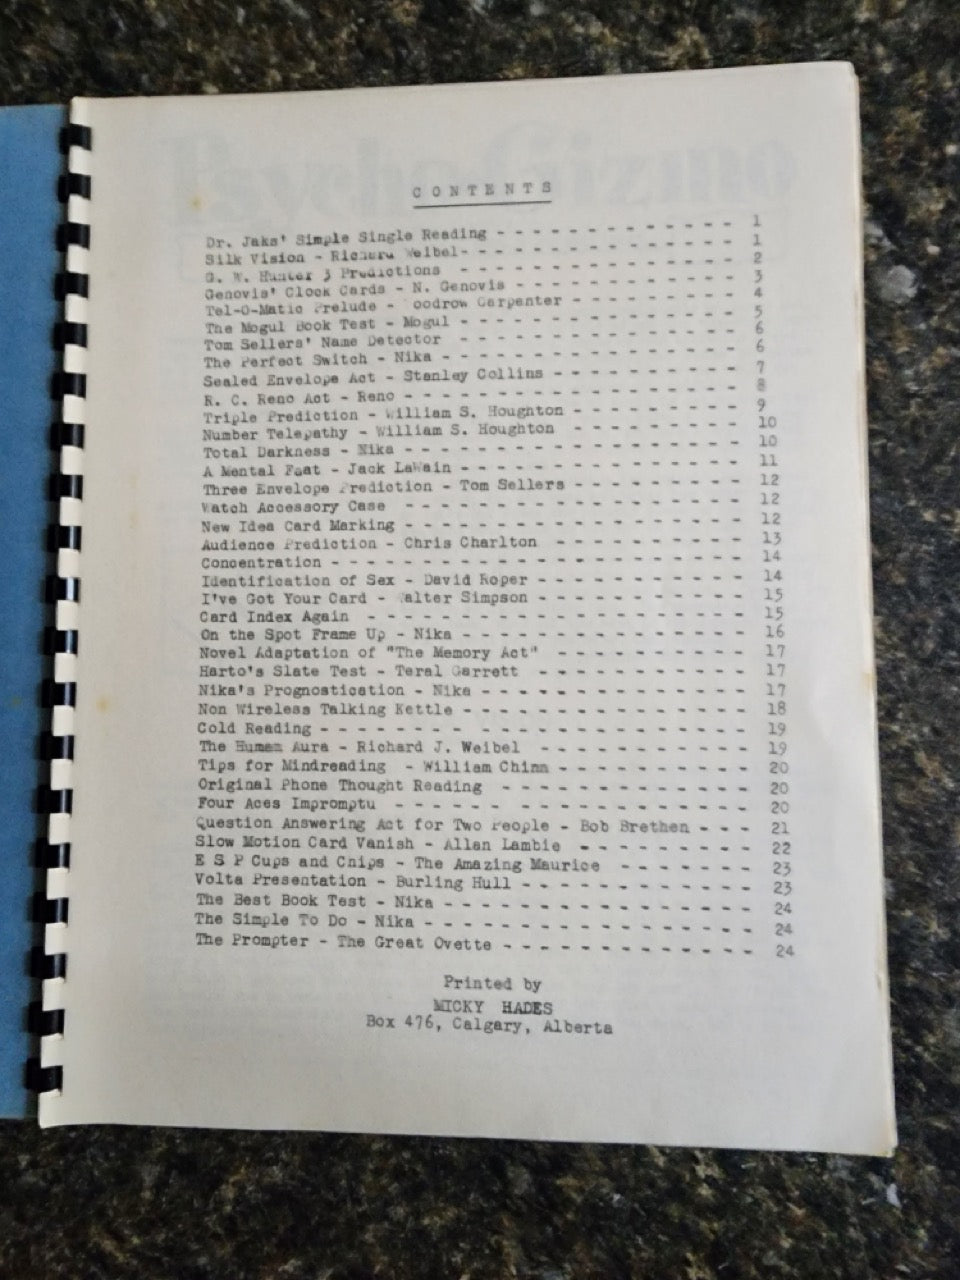 Psycho Gizmo
CONTENTS
Dr. Jaks' Simple Single Reading - - - - - - - - - - - - 1
Silk Vision - Richard Weibel- - - - - - - - - - - - - - 1
G. W. Hunter 3 Predictions - - - - - - - - - - - - - - 2
Genovis' Clock Cards - N. Genovis - - - - - - - - - - - 3
Tel-O-Matic Prelude - Woodrow Carpenter - - - - - - - - 4
The Mogul Book Test - Mogul - - - - - - - - - - - - - - 5
Tom Sellers' Name Detector - - - - - - - - - - - - - - 6
The Perfect Switch - Nika - - - - - - - - - - - - - - - 6
Sealed Envelope Act - Stanley Collins - - - - - - - - - 7
R. C. Reno Act - Reno - - - - - - - - - - - - - - - - - 8
Triple Prediction - William S. Houghton - - - - - - - - 9
Number Telepathy - William S. Houghton - - - - - - - - 10
Total Darkness - Nika - - - - - - - - - - - - - - - - - 10
A Mental Feat - Jack LaWain - - - - - - - - - - - - - - 11
Three Envelope Prediction - Tom Sellers - - - - - - - - 12
Watch Accessory Case - - - - - - - - - - - - - - - - - 12
New Idea Card Marking - - - - - - - - - - - - - - - - - 12
Audience Prediction - Chris Charlton - - - - - - - - - 13
Concentration - - - - - - - - - - - - - - - - - - - - - 14
Identification of Sex - David Roper - - - - - - - - - - 14
I've Got Your Card - Walter Simpson - - - - - - - - - - 15
Card Index Again - - - - - - - - - - - - - - - - - - - 15
On the Spot Frame Up - Nika - - - - - - - - - - - - - - 16
Novel Adaptation of "The Memory Act" - - - - - - - - - 17
Harto's Slate Test - Teral Garrett - - - - - - - - - - 17
Nika's Prognostication - Nika - - - - - - - - - - - - - 17
Non Wireless Talking Kettle - - - - - - - - - - - - - - 18
Cold Reading - - - - - - - - - - - - - - - - - - - - - 19
The Human Aura - Richard J. Weibel - - - - - - - - - - 19
Tips for Mindreading - William Chinn - - - - - - - - - 20
Original Phone Thought Reading - - - - - - - - - - - - 20
Four Aces Impromptu - - - - - - - - - - - - - - - - - 20
Question Answering Act for Two People - Bob Brethen - - - 21
Slow Motion Card Vanish - Allan Lambie - - - - - - - - 22
E S P Cups and Chips - The Amazing Maurice - - - - - - 23
Volta Presentation - Burling Hull - - - - - - - - - - - 23
The Best Book Test - Nika - - - - - - - - - - - - - - - 24
The Simple To Do - Nika - - - - - - - - - - - - - - - - 24
The Prompter - The Great Ovette - - - - - - - - - - - - 24
Printed by
MICKY HADES
Box 476, Calgary, Alberta